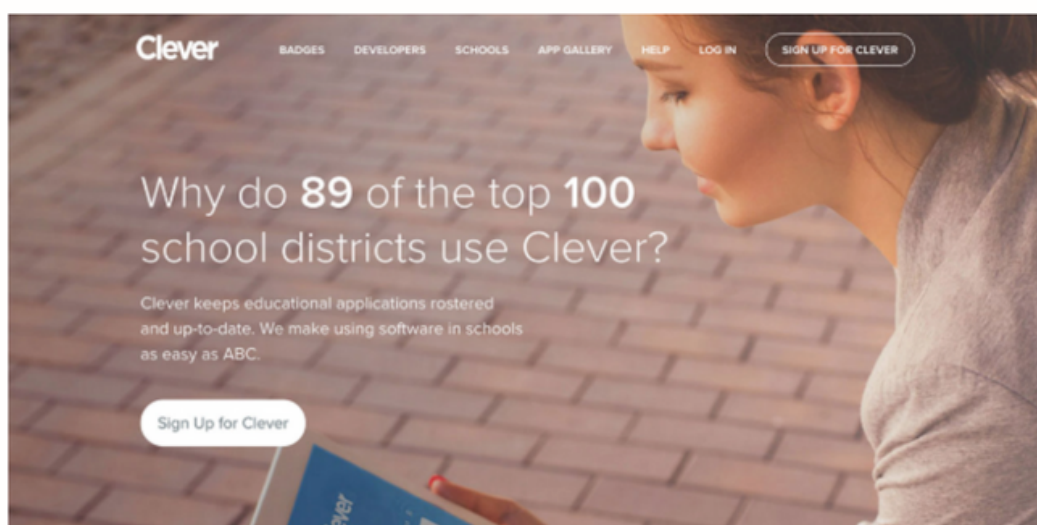 Clever
BADGES DEVELOPERS SCHOOLS APP GALLERY HELP LOG IN SIGN UP FOR CLEVER
Why do 89 of the top 100
school districts use Clever?
Clever keeps educational applications rostered
and up-to-date. We make using software in schools
as easy as ABC.
Sign Up for Clever